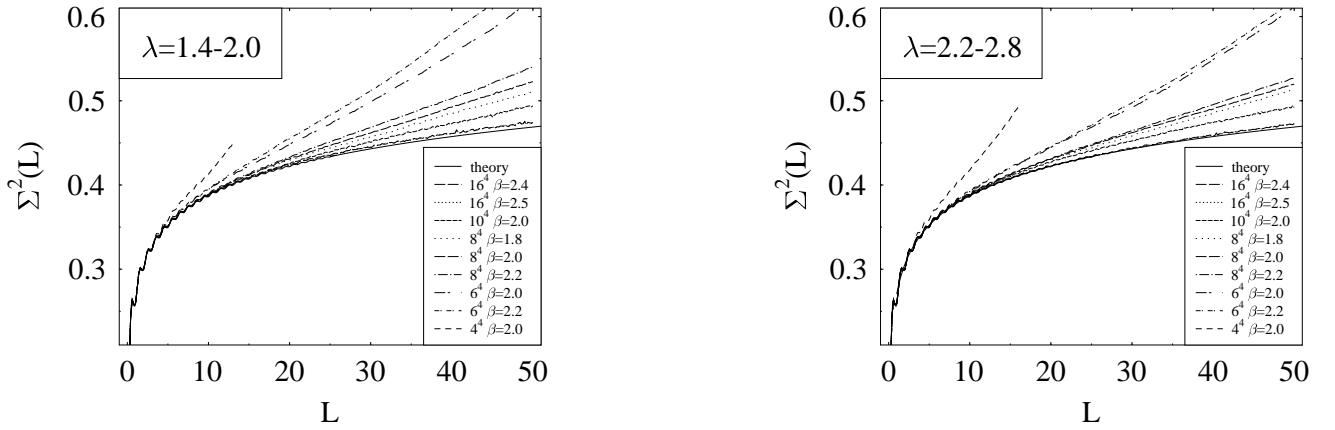 λ=1.4-2.0
0.6
0.5
0.4
0.3
Σ²(L)
theory
16⁴ β=2.4
16⁴ β=2.5
10⁴ β=2.0
8⁴ β=1.8
8⁴ β=2.0
8⁴ β=2.2
6⁴ β=2.0
6⁴ β=2.2
4⁴ β=2.0
0 10 20 30 40 50
L
λ=2.2-2.8
0.6
0.5
0.4
0.3
Σ²(L)
theory
16⁴ β=2.4
16⁴ β=2.5
10⁴ β=2.0
8⁴ β=1.8
8⁴ β=2.0
8⁴ β=2.2
6⁴ β=2.0
6⁴ β=2.2
4⁴ β=2.0
0 10 20 30 40 50
L